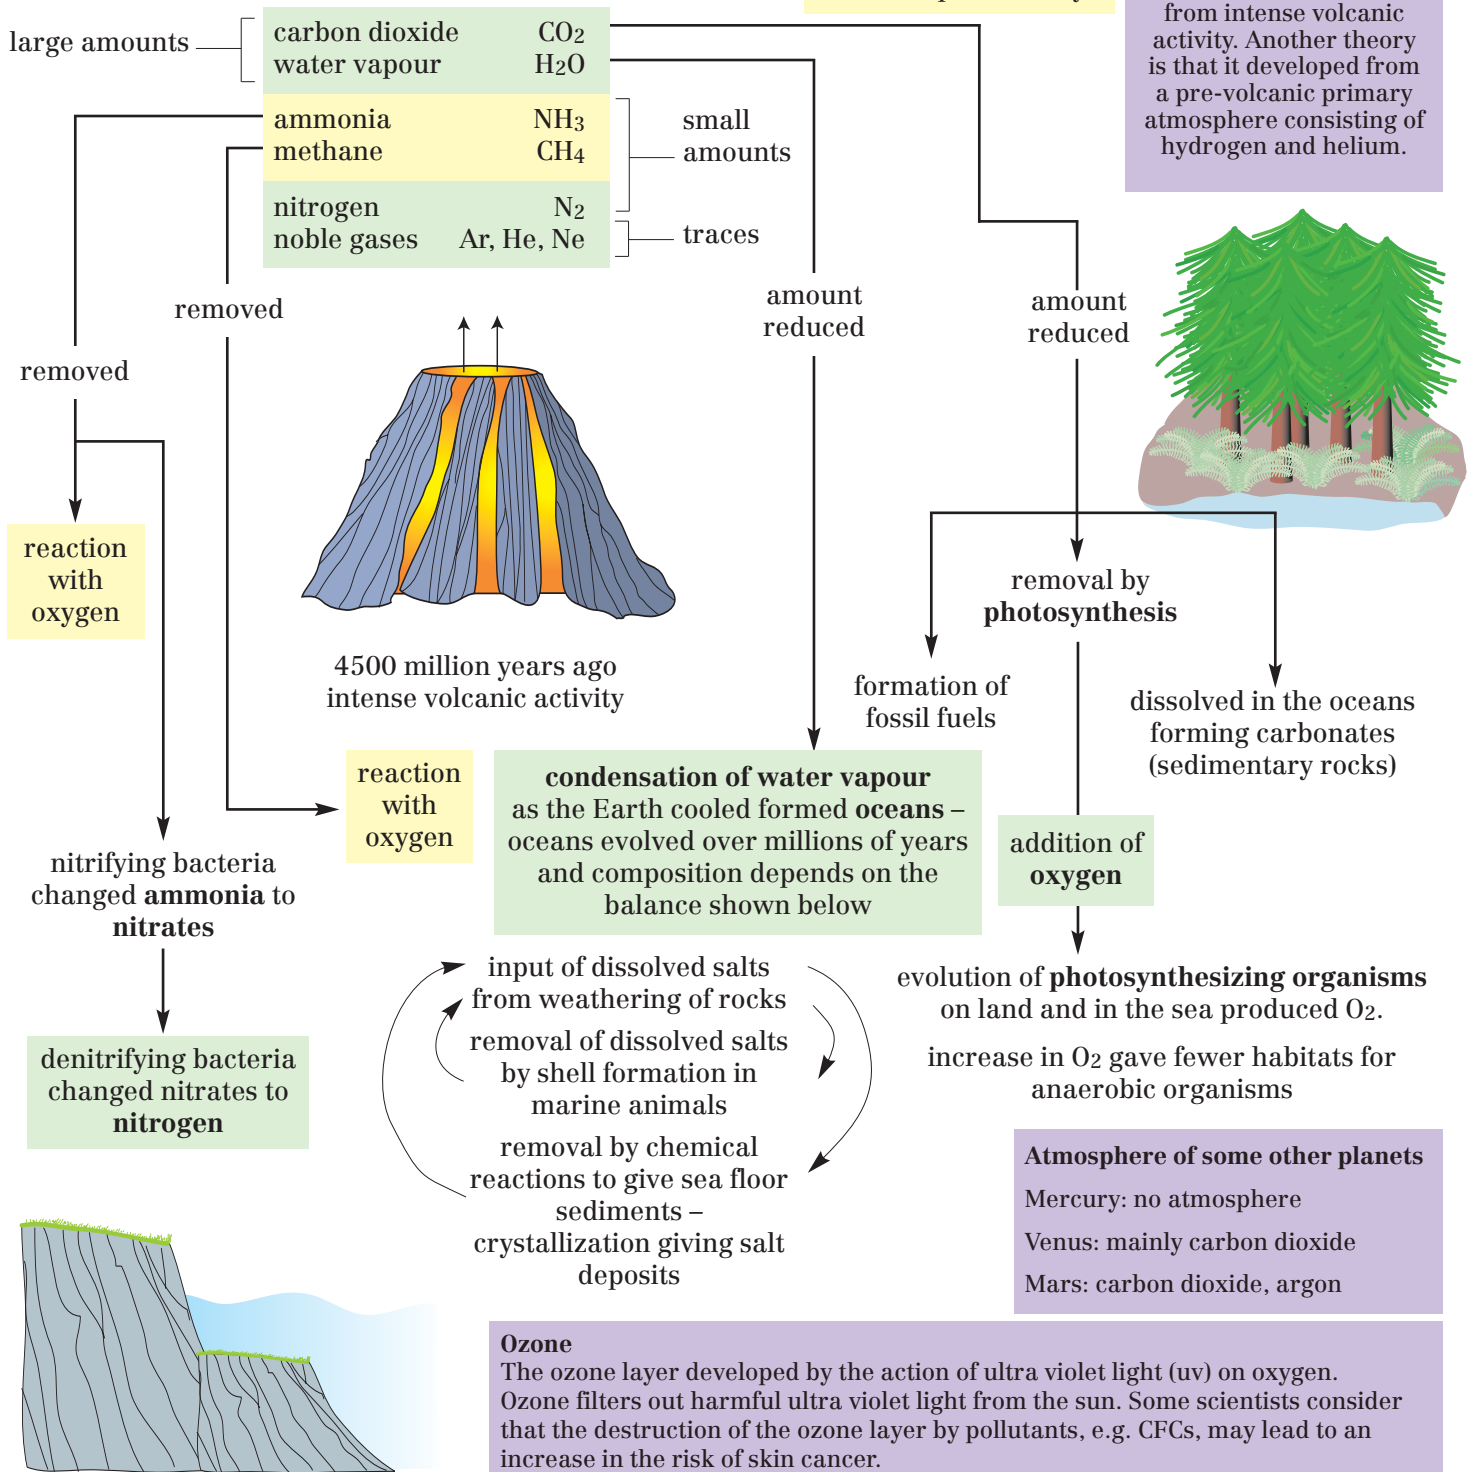 from intense volcanic
activity. Another theory
is that it developed from
a pre-volcanic primary
atmosphere consisting of
hydrogen and helium.
large amounts
carbon dioxide CO2
water vapour H2O
ammonia NH3
methane CH4
small
amounts
nitrogen N2
noble gases Ar, He, Ne
traces
removed
removed
amount
reduced
amount
reduced
reaction
with
oxygen
4500 million years ago
intense volcanic activity
removal by
photosynthesis
formation of
fossil fuels
dissolved in the oceans
forming carbonates
(sedimentary rocks)
reaction
with
oxygen
condensation of water vapour
as the Earth cooled formed oceans –
oceans evolved over millions of years
and composition depends on the
balance shown below
addition of
oxygen
nitrifying bacteria
changed ammonia to
nitrates
denitrifying bacteria
changed nitrates to
nitrogen
input of dissolved salts
from weathering of rocks
removal of dissolved salts
by shell formation in
marine animals
removal by chemical
reactions to give sea floor
sediments –
crystallization giving salt
deposits
evolution of photosynthesizing organisms
on land and in the sea produced O2.
increase in O2 gave fewer habitats for
anaerobic organisms
Atmosphere of some other planets
Mercury: no atmosphere
Venus: mainly carbon dioxide
Mars: carbon dioxide, argon
Ozone
The ozone layer developed by the action of ultra violet light (uv) on oxygen.
Ozone filters out harmful ultra violet light from the sun. Some scientists consider
that the destruction of the ozone layer by pollutants, e.g. CFCs, may lead to an
increase in the risk of skin cancer.